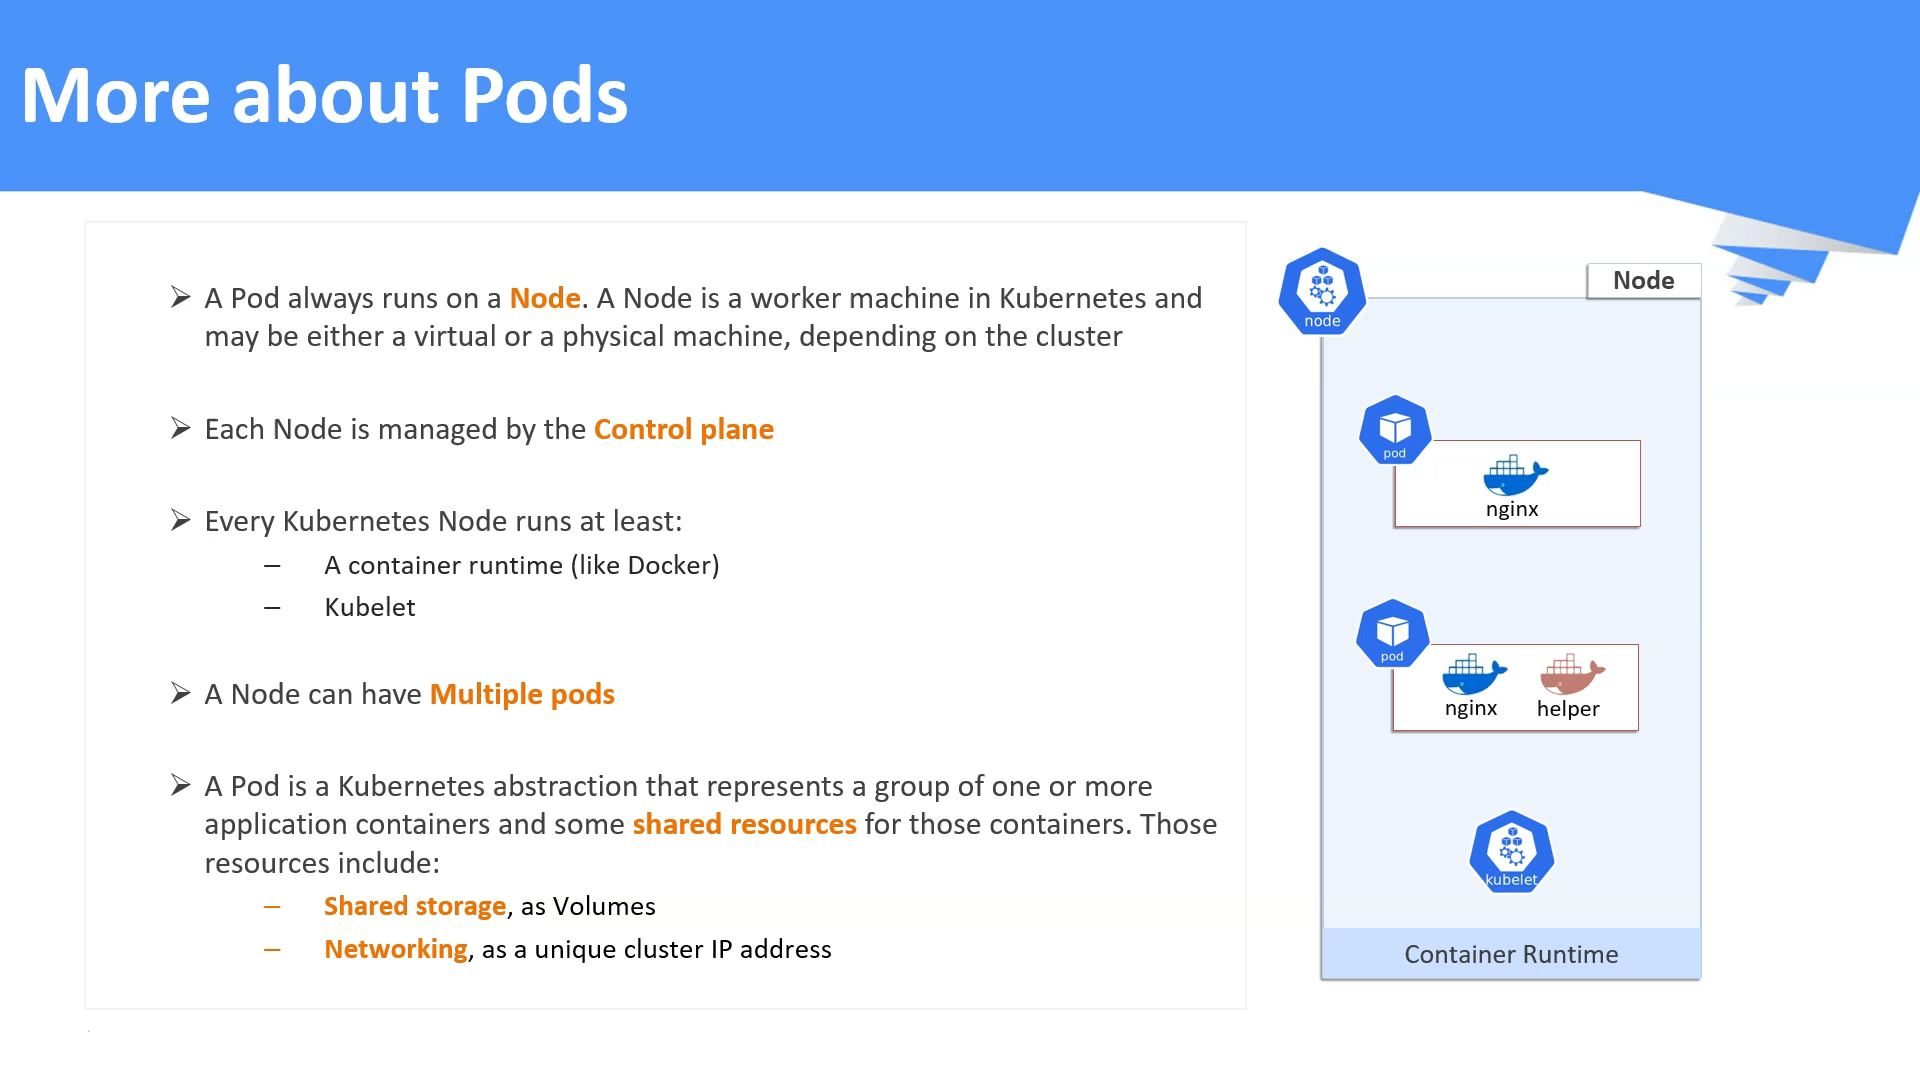 More about Pods
➢ A Pod always runs on a Node. A Node is a worker machine in Kubernetes and
may be either a virtual or a physical machine, depending on the cluster
➢ Each Node is managed by the Control plane
➢ Every Kubernetes Node runs at least:
– A container runtime (like Docker)
– Kubelet
➢ A Node can have Multiple pods
➢ A Pod is a Kubernetes abstraction that represents a group of one or more
application containers and some shared resources for those containers. Those
resources include:
– Shared storage, as Volumes
– Networking, as a unique cluster IP address
Node
node
pod
nginx
pod
nginx helper
kubelet
Container Runtime